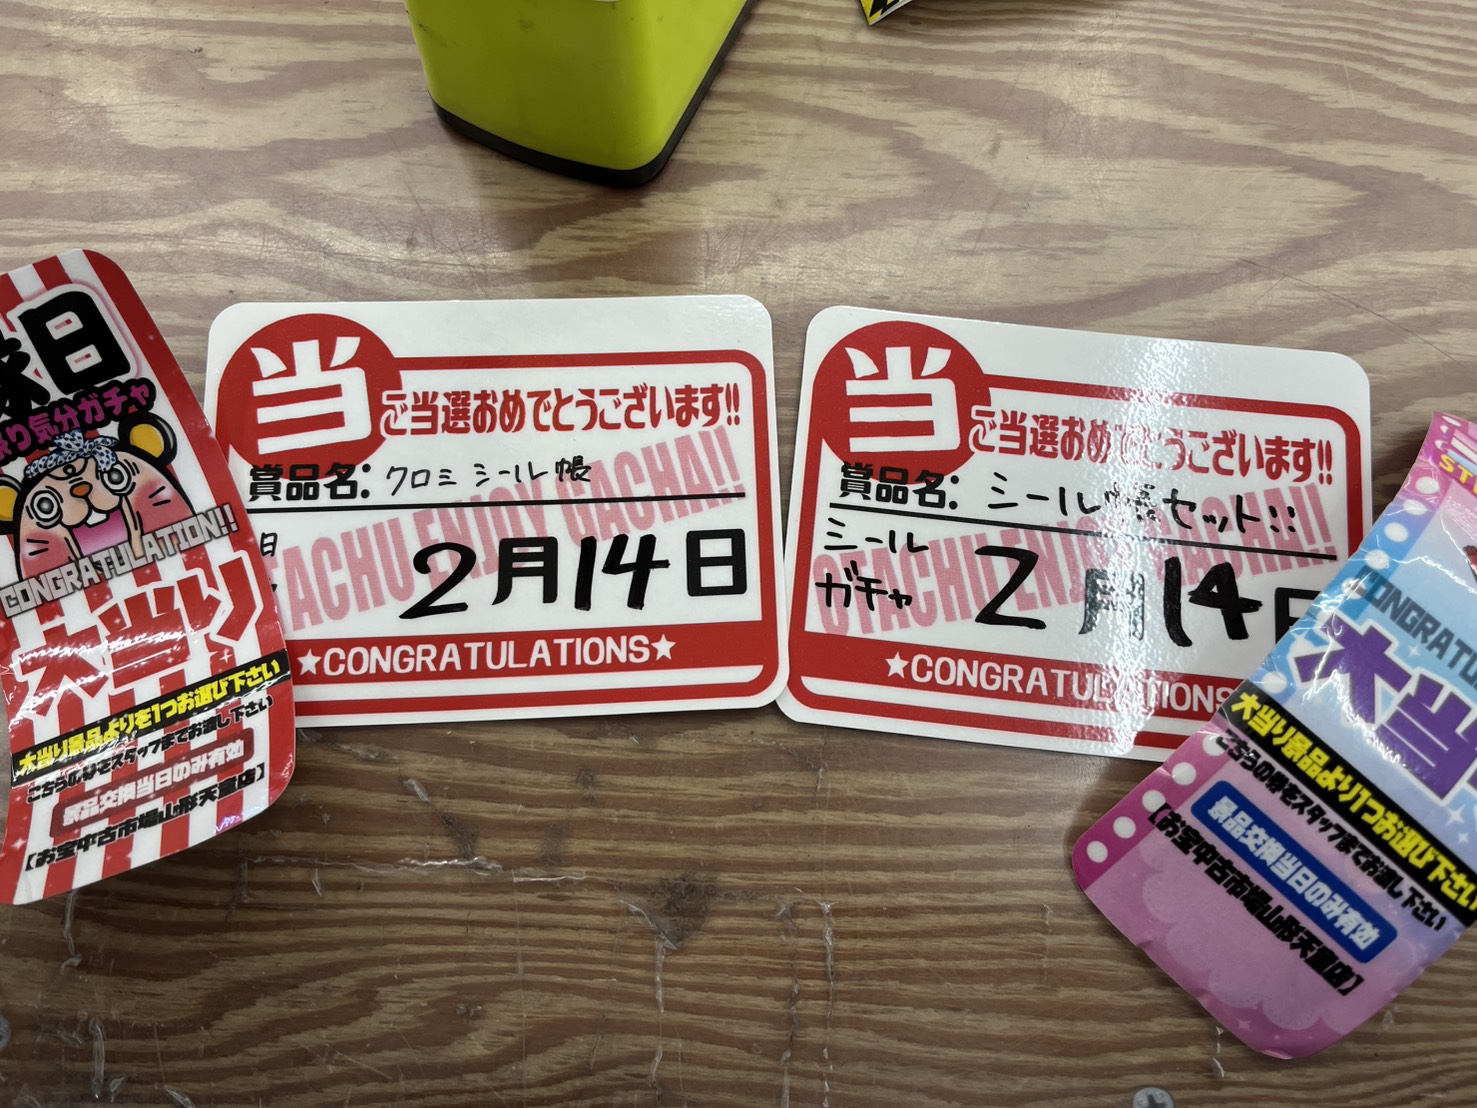 日
り気分ガチャ
CONGRATULATION!!
大当り
大当り景品より1つお選び下さい
こちらの券をスタッフまでお渡し下さい
景品交換当日のみ有効
【お宝中古市場山形天童店】
当
ご当選おめでとうございます!!
賞品名: クロミ シール帳
OTACHU ENJOY GACHA!!
日
2月14日
★CONGRATULATIONS★
当
ご当選おめでとうございます!!
賞品名: シール帳セット!!
OTACHU ENJOY GACHA!!
シール
ガチャ
2月14日
★CONGRATULATIONS
ST
CONGRATU
大当
大当り景品より1つお選び下さい
こちらの券をスタッフまでお渡し下さい
景品交換当日のみ有効
【お宝中古市場山形天童店】